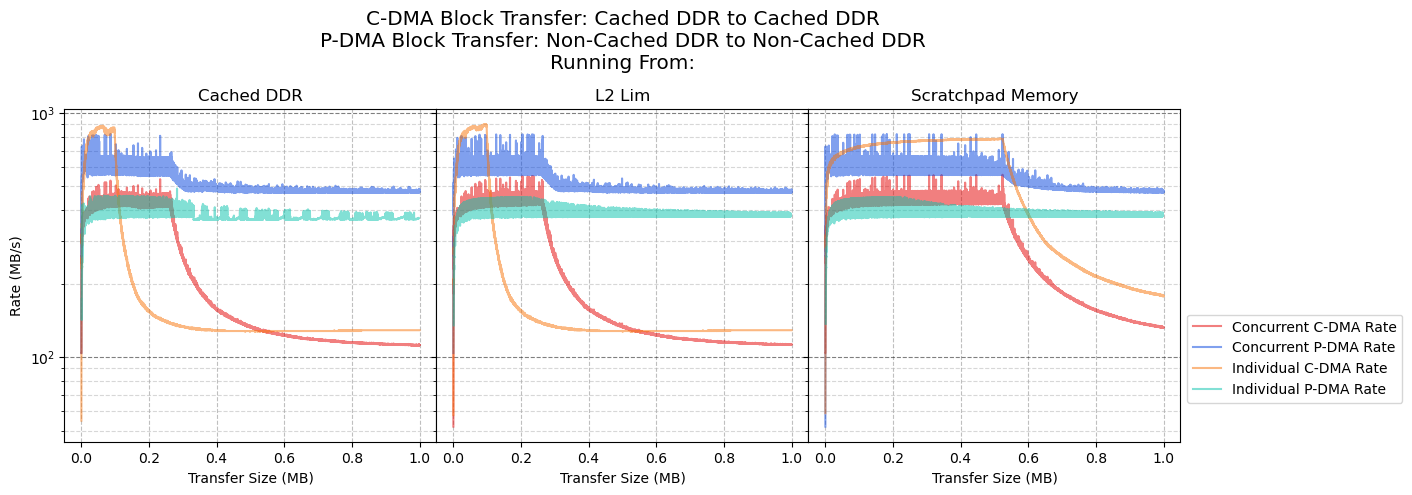 C-DMA Block Transfer: Cached DDR to Cached DDR
P-DMA Block Transfer: Non-Cached DDR to Non-Cached DDR
Running From:
Cached DDR
L2 Lim
Scratchpad Memory
Rate (MB/s)
10³
10²
0.0 0.2 0.4 0.6 0.8 1.0
0.0 0.2 0.4 0.6 0.8 1.0
0.0 0.2 0.4 0.6 0.8 1.0
Transfer Size (MB)
Transfer Size (MB)
Transfer Size (MB)
Concurrent C-DMA Rate
Concurrent P-DMA Rate
Individual C-DMA Rate
Individual P-DMA Rate